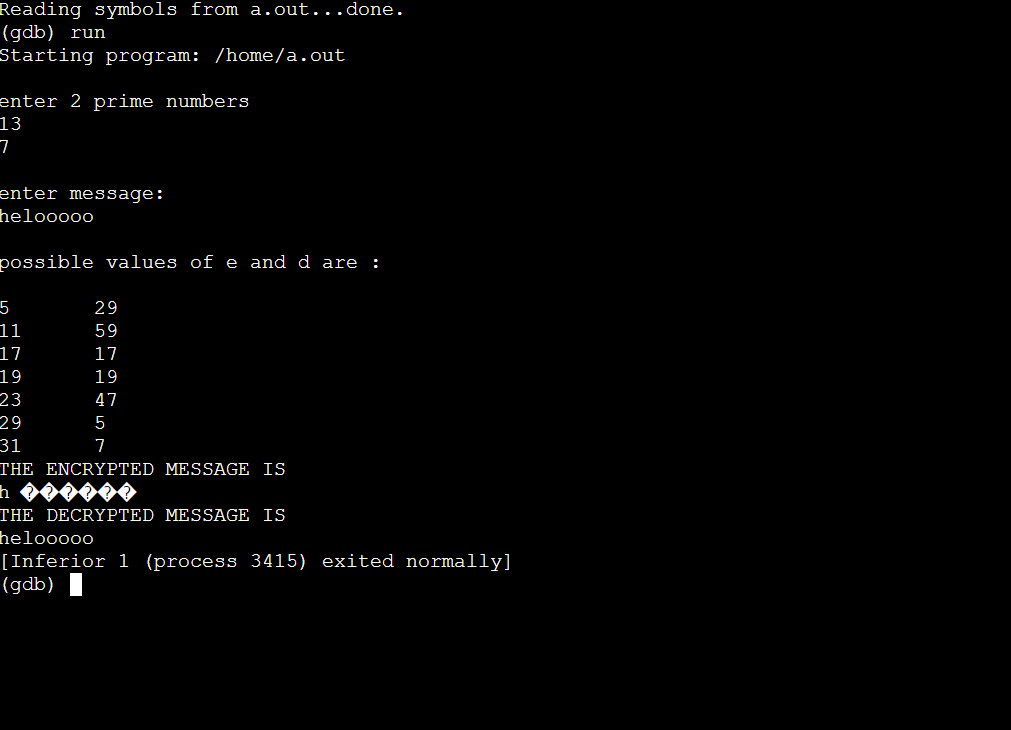 Reading symbols from a.out...done.
(gdb) run
Starting program: /home/a.out
enter 2 prime numbers
13
7
enter message:
helooooo
possible values of e and d are :
5 29
11 59
17 17
19 19
23 47
29 5
31 7
THE ENCRYPTED MESSAGE IS
h ������
THE DECRYPTED MESSAGE IS
helooooo
[Inferior 1 (process 3415) exited normally]
(gdb)